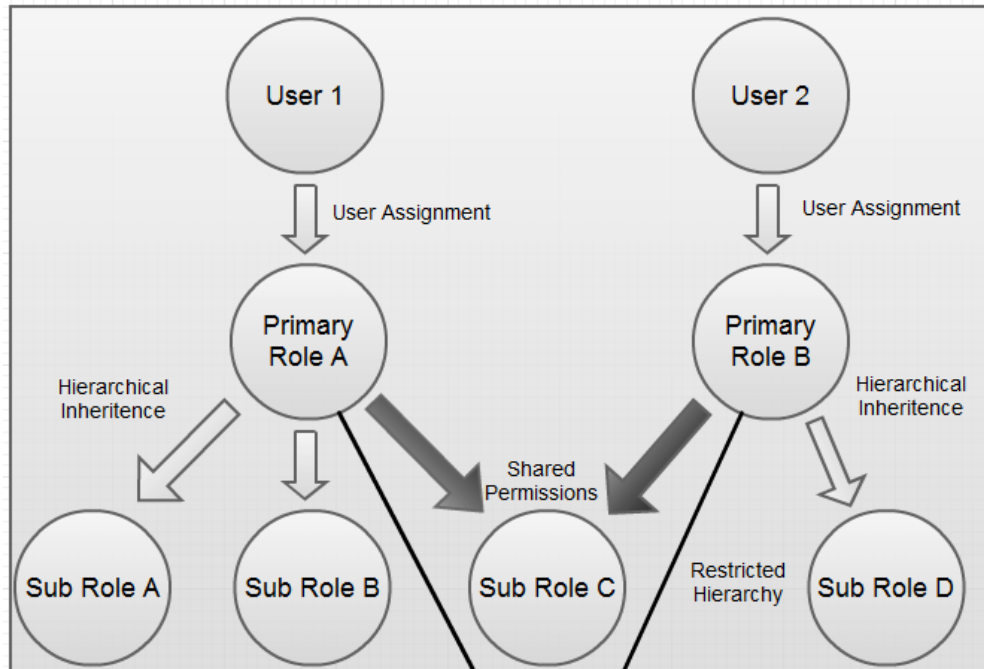 User 1
User 2
User Assignment
User Assignment
Primary
Role A
Primary
Role B
Hierarchical
Inheritence
Hierarchical
Inheritence
Shared
Permissions
Sub Role A
Sub Role B
Sub Role C
Restricted
Hierarchy
Sub Role D